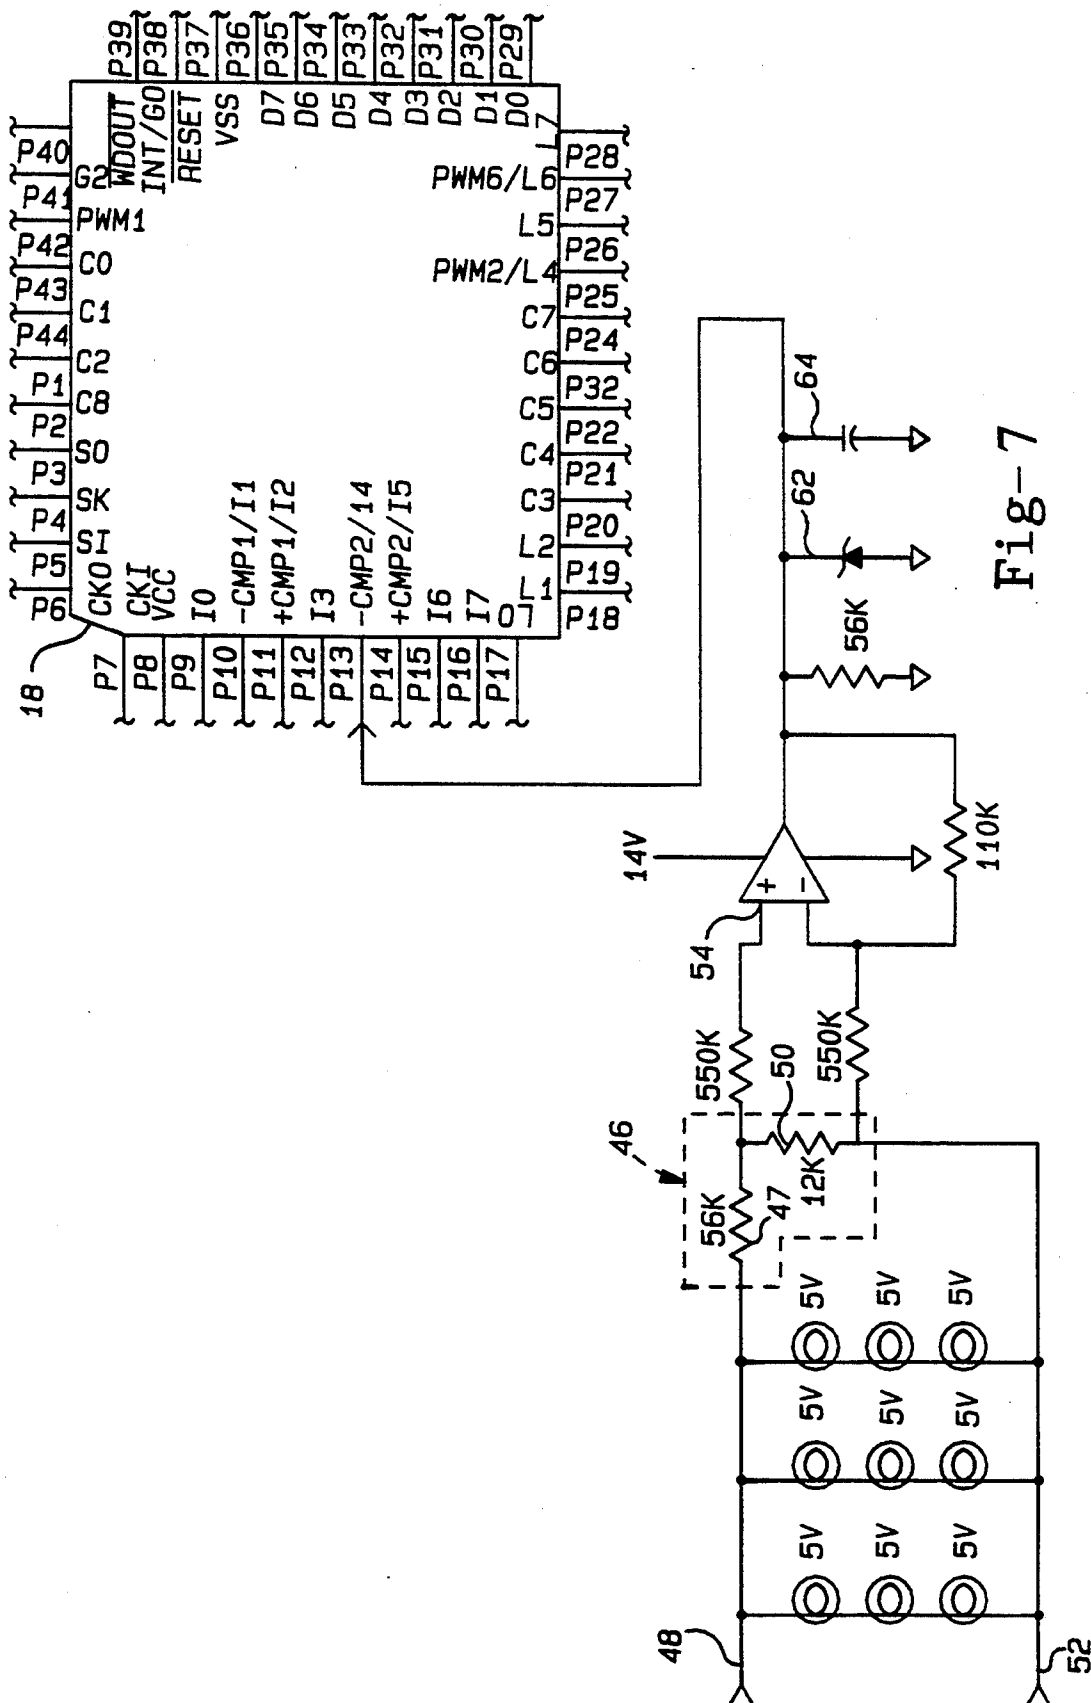 P39
P38
P37
P36
P35
P34
P33
P32
P31
P30
P29
WDOUT
INT/G0
RESET
VSS
D7
D6
D5
D4
D3
D2
D1
D0
P40
P41
P42
P43
P44
P1
P2
P3
P4
P5
P6
G2
PWM1
C0
C1
C2
C8
SO
SK
SI
CKO
L7
PWM6/L6
L5
PWM2/L4
C7
C6
C5
C4
C3
L2
L1
L0
P28
P27
P26
P25
P24
P32
P22
P21
P20
P19
P18
CKI
VCC
I0
-CMP1/I1
+CMP1/I2
I3
-CMP2/14
+CMP2/I5
I6
I7
P7
P8
P9
P10
P11
P12
P13
P14
P15
P16
P17
18
64
62
56K
14V
54
110K
550K
550K
50
46
56K
12K
47
5V 5V 5V
5V 5V 5V
5V 5V 5V
48
52
Fig-7